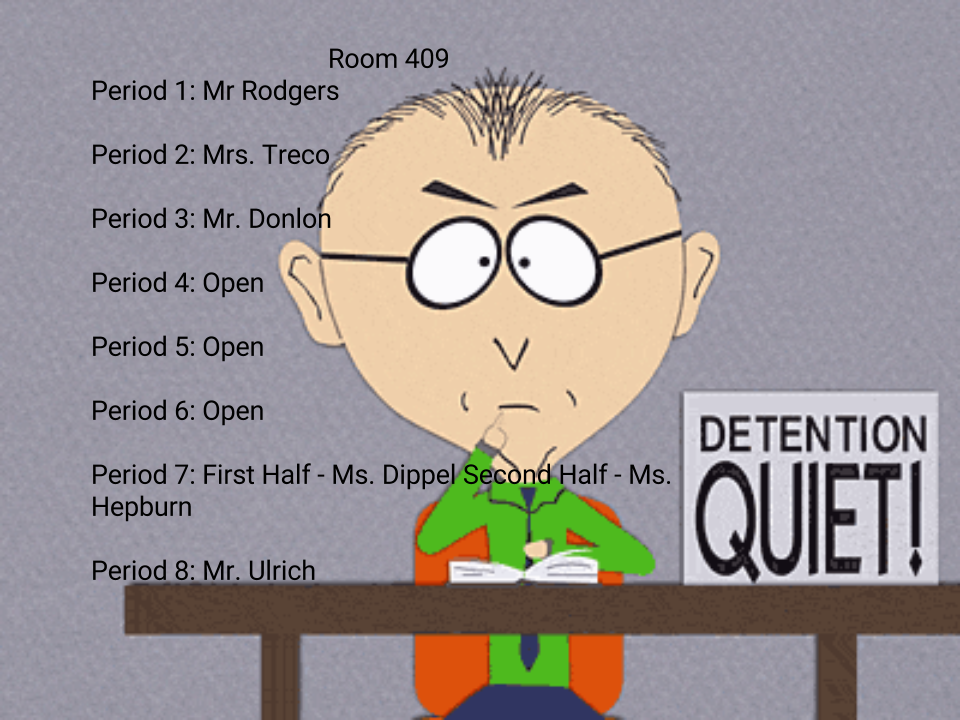 Room 409
Period 1: Mr Rodgers
Period 2: Mrs. Treco
Period 3: Mr. Donlon
Period 4: Open
Period 5: Open
Period 6: Open
Period 7: First Half - Ms. Dippel Second Half - Ms.
Hepburn
Period 8: Mr. Ulrich
DETENTION
QUIET!